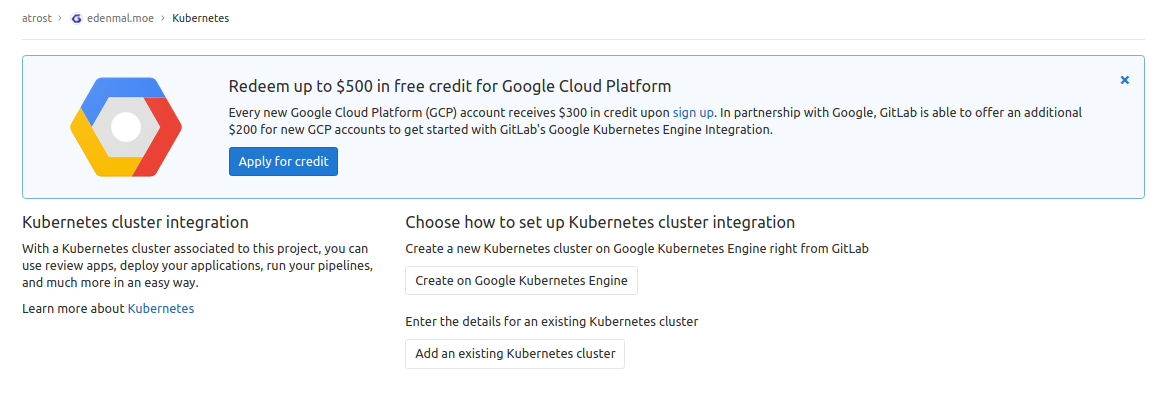 atrost › edenmal.moe › Kubernetes
Redeem up to $500 in free credit for Google Cloud Platform
Every new Google Cloud Platform (GCP) account receives $300 in credit upon sign up. In partnership with Google, GitLab is able to offer an additional
$200 for new GCP accounts to get started with GitLab's Google Kubernetes Engine Integration.
Apply for credit
Kubernetes cluster integration
With a Kubernetes cluster associated to this project, you can
use review apps, deploy your applications, run your pipelines,
and much more in an easy way.
Learn more about Kubernetes
Choose how to set up Kubernetes cluster integration
Create a new Kubernetes cluster on Google Kubernetes Engine right from GitLab
Create on Google Kubernetes Engine
Enter the details for an existing Kubernetes cluster
Add an existing Kubernetes cluster